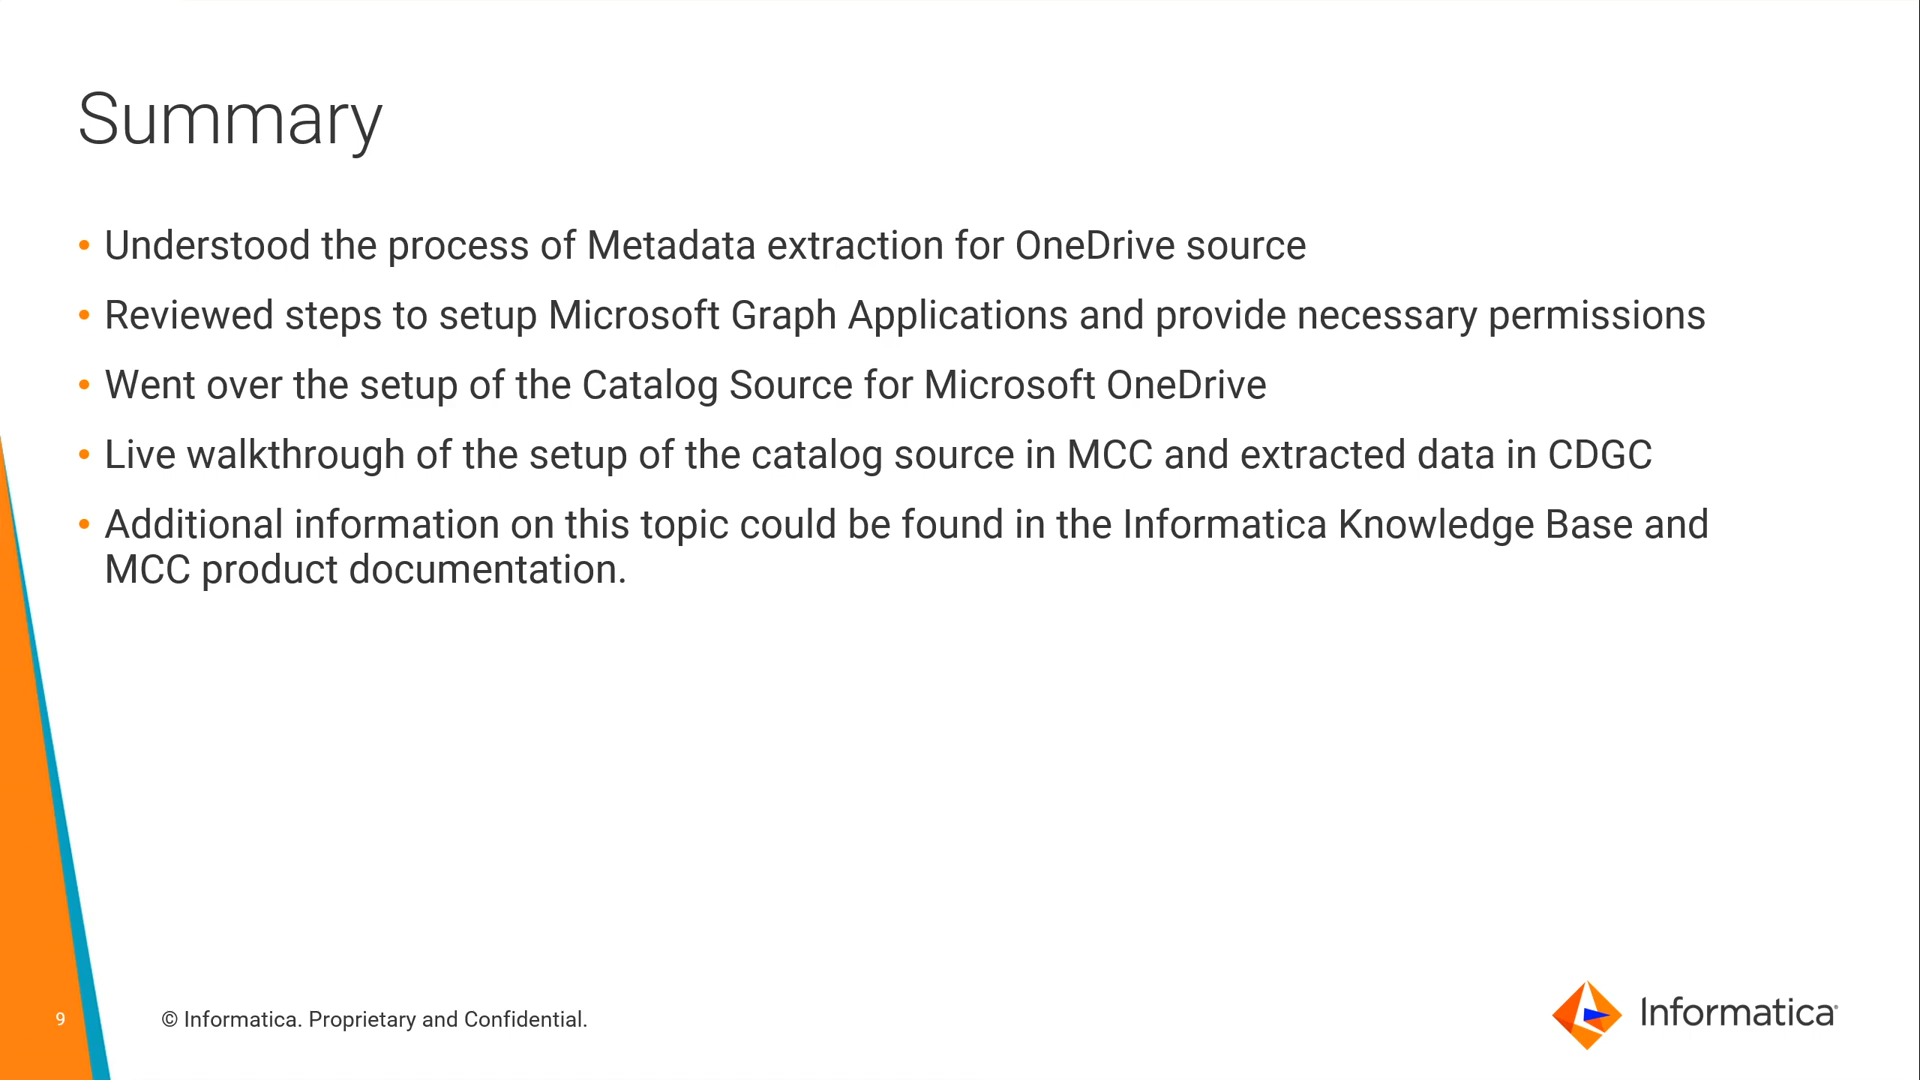 Summary
• Understood the process of Metadata extraction for OneDrive source
• Reviewed steps to setup Microsoft Graph Applications and provide necessary permissions
• Went over the setup of the Catalog Source for Microsoft OneDrive
• Live walkthrough of the setup of the catalog source in MCC and extracted data in CDGC
• Additional information on this topic could be found in the Informatica Knowledge Base and
MCC product documentation.
9
© Informatica. Proprietary and Confidential.
Informatica